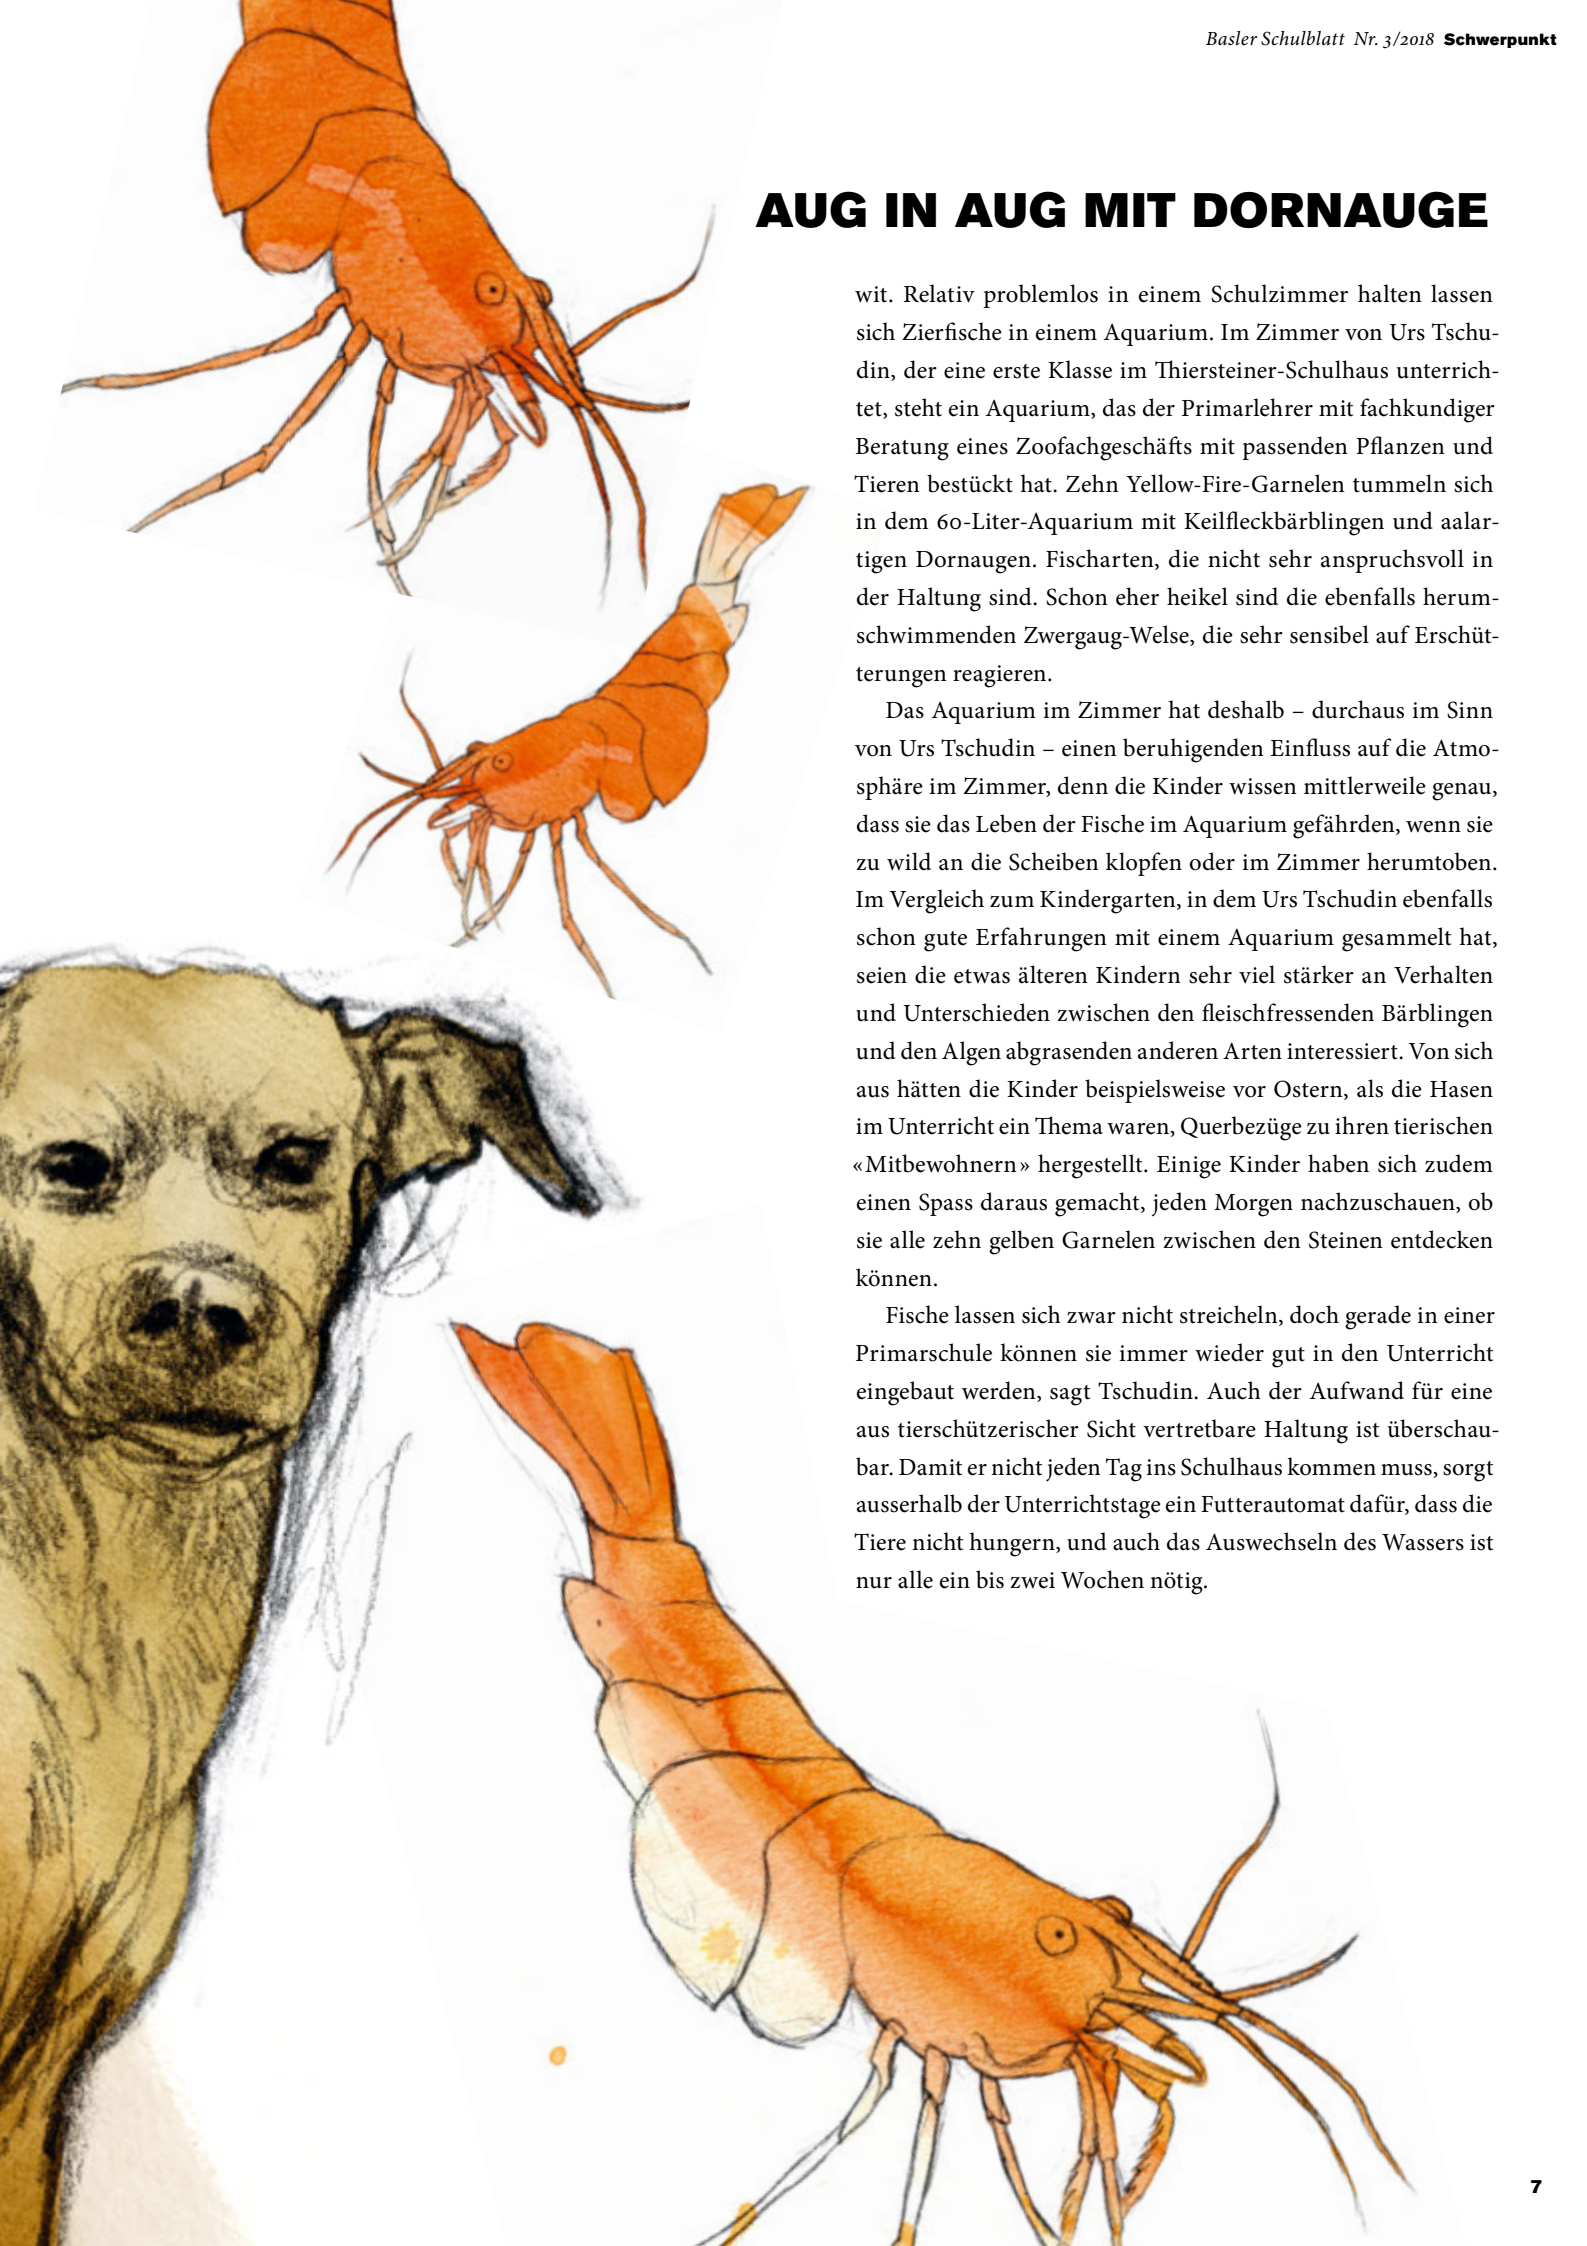 Basler Schulblatt Nr. 3/2018 Schwerpunkt
AUG IN AUG MIT DORNAUGE
wit. Relativ problemlos in einem Schulzimmer halten lassen
sich Zierfische in einem Aquarium. Im Zimmer von Urs Tschu-
din, der eine erste Klasse im Thiersteiner-Schulhaus unterrich-
tet, steht ein Aquarium, das der Primarlehrer mit fachkundiger
Beratung eines Zoofachgeschäfts mit passenden Pflanzen und
Tieren bestückt hat. Zehn Yellow-Fire-Garnelen tummeln sich
in dem 60-Liter-Aquarium mit Keilfleckbärblingen und aalar-
tigen Dornaugen. Fischarten, die nicht sehr anspruchsvoll in
der Haltung sind. Schon eher heikel sind die ebenfalls herum-
schwimmenden Zwergaug-Welse, die sehr sensibel auf Erschüt-
terungen reagieren.
Das Aquarium im Zimmer hat deshalb – durchaus im Sinn
von Urs Tschudin – einen beruhigenden Einfluss auf die Atmo-
sphäre im Zimmer, denn die Kinder wissen mittlerweile genau,
dass sie das Leben der Fische im Aquarium gefährden, wenn sie
zu wild an die Scheiben klopfen oder im Zimmer herumtoben.
Im Vergleich zum Kindergarten, in dem Urs Tschudin ebenfalls
schon gute Erfahrungen mit einem Aquarium gesammelt hat,
seien die etwas älteren Kindern sehr viel stärker an Verhalten
und Unterschieden zwischen den fleischfressenden Bärblingen
und den Algen abgrasenden anderen Arten interessiert. Von sich
aus hätten die Kinder beispielsweise vor Ostern, als die Hasen
im Unterricht ein Thema waren, Querbezüge zu ihren tierischen
«Mitbewohnern» hergestellt. Einige Kinder haben sich zudem
einen Spass daraus gemacht, jeden Morgen nachzuschauen, ob
sie alle zehn gelben Garnelen zwischen den Steinen entdecken
können.
Fische lassen sich zwar nicht streicheln, doch gerade in einer
Primarschule können sie immer wieder gut in den Unterricht
eingebaut werden, sagt Tschudin. Auch der Aufwand für eine
aus tierschützerischer Sicht vertretbare Haltung ist überschau-
bar. Damit er nicht jeden Tag ins Schulhaus kommen muss, sorgt
ausserhalb der Unterrichtstage ein Futterautomat dafür, dass die
Tiere nicht hungern, und auch das Auswechseln des Wassers ist
nur alle ein bis zwei Wochen nötig.
7